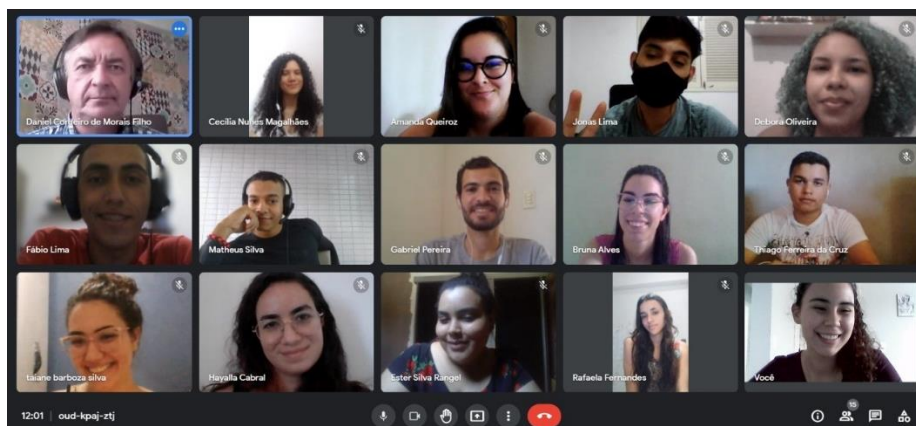 Daniel Cordeiro de Morais Filho
Cecília Nunes Magalhães
Amanda Queiroz
Jonas Lima
Debora Oliveira
Fábio Lima
Matheus Silva
Gabriel Pereira
Bruna Alves
Thiago Ferreira da Cruz
taiane barboza silva
Hayalla Cabral
Ester Silva Rangel
Rafaela Fernandes
Você
12:01 | oud-kpaj-ztj
15